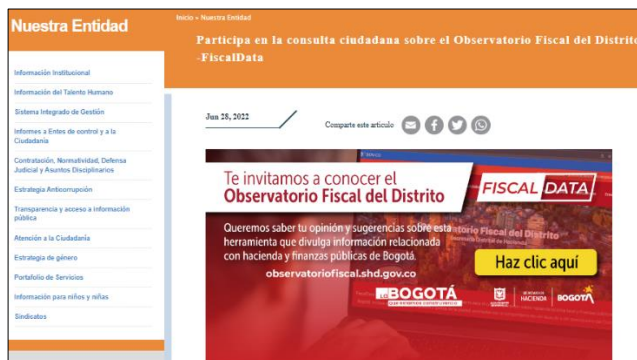 Nuestra Entidad
Información Institucional
Información del Talento Humano
Sistema Integrado de Gestión
Informes a Entes de control y a la
Ciudadanía
Contratación, Normatividad, Defensa
Judicial y Asuntos Disciplinarios
Estrategia Anticorrupción
Transparencia y acceso a información
pública
Atención a la Ciudadanía
Estrategia de género
Portafolio de Servicios
Información para niños y niñas
Sindicatos
Inicio » Nuestra Entidad
Participa en la consulta ciudadana sobre el Observatorio Fiscal del Distrito
-FiscalData
Jun 28, 2022
Comparte este artículo
Te invitamos a conocer el
Observatorio Fiscal del Distrito
FISCAL DATA
Queremos saber tu opinión y sugerencias sobre esta
herramienta que divulga información relacionada
con hacienda y finanzas públicas de Bogotá.
observatoriofiscal.shd.gov.co
torio Fiscal del Distrito
Haz clic aquí
BOGOTÁ
HACIENDA
BOGOTÁ